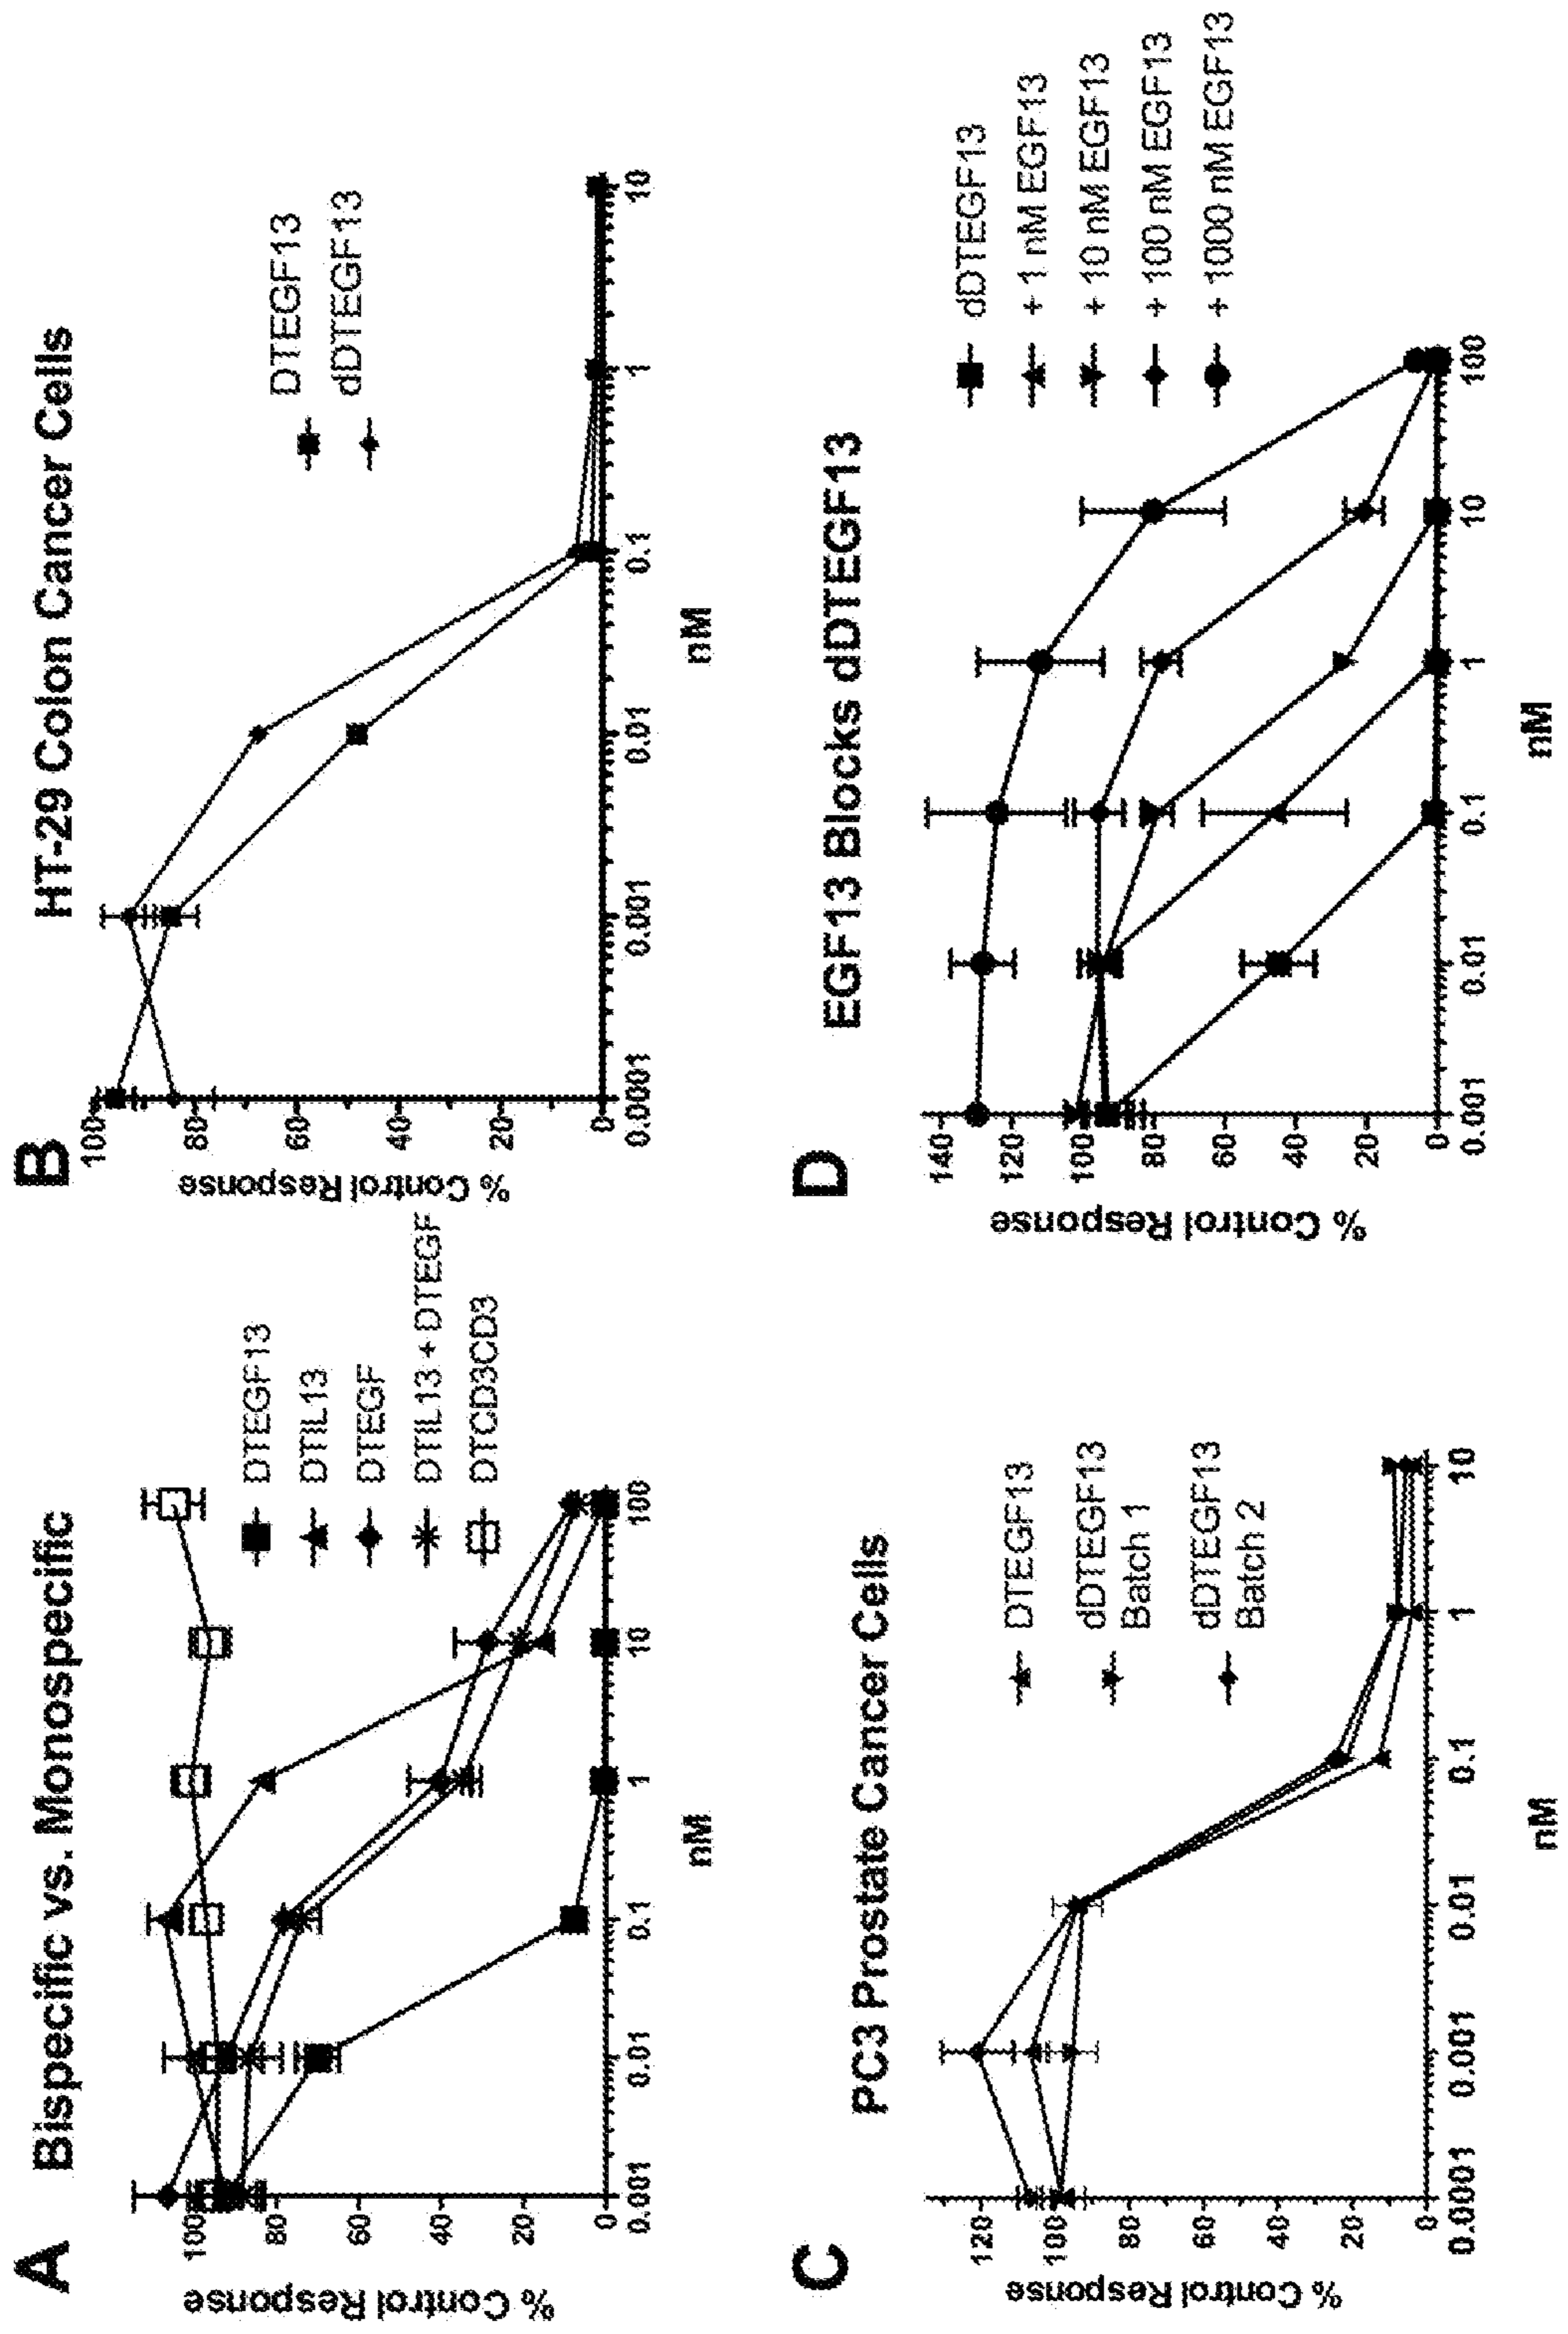 A
Bispecific vs. Monospecific
% Control Response
100
80
60
40
20
0
0.001
0.01
0.1
1
10
100
nM
DTEGF13
DTIL13
DTEGF
DTIL13 + DTEGF
DTCD3CD3
B
HT-29 Colon Cancer Cells
% Control Response
100
80
60
40
20
0
0.0001
0.001
0.01
0.1
1
10
nM
DTEGF13
dDTEGF13
C
PC3 Prostate Cancer Cells
% Control Response
120
100
80
60
40
20
0
0.0001
0.001
0.01
0.1
1
10
nM
DTEGF13
dDTEGF13
Batch 1
dDTEGF13
Batch 2
D
EGF13 Blocks dDTEGF13
% Control Response
140
120
100
80
60
40
20
0
0.001
0.01
0.1
1
10
100
nM
dDTEGF13
+ 1 nM EGF13
+ 10 nM EGF13
+ 100 nM EGF13
+ 1000 nM EGF13